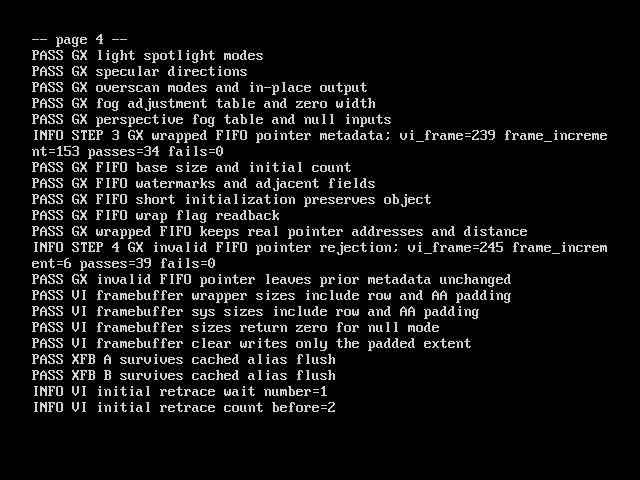 -- page 4 --
PASS GX light spotlight modes
PASS GX specular directions
PASS GX overscan modes and in-place output
PASS GX fog adjustment table and zero width
PASS GX perspective fog table and null inputs
INFO STEP 3 GX wrapped FIFO pointer metadata; vi_frame=239 frame_increme
nt=153 passes=34 fails=0
PASS GX FIFO base size and initial count
PASS GX FIFO watermarks and adjacent fields
PASS GX FIFO short initialization preserves object
PASS GX FIFO wrap flag readback
PASS GX wrapped FIFO keeps real pointer addresses and distance
INFO STEP 4 GX invalid FIFO pointer rejection; vi_frame=245 frame_increm
ent=6 passes=39 fails=0
PASS GX invalid FIFO pointer leaves prior metadata unchanged
PASS VI framebuffer wrapper sizes include row and AA padding
PASS VI framebuffer sys sizes include row and AA padding
PASS VI framebuffer sizes return zero for null mode
PASS VI framebuffer clear writes only the padded extent
PASS XFB A survives cached alias flush
PASS XFB B survives cached alias flush
INFO VI initial retrace wait number=1
INFO VI initial retrace count before=2